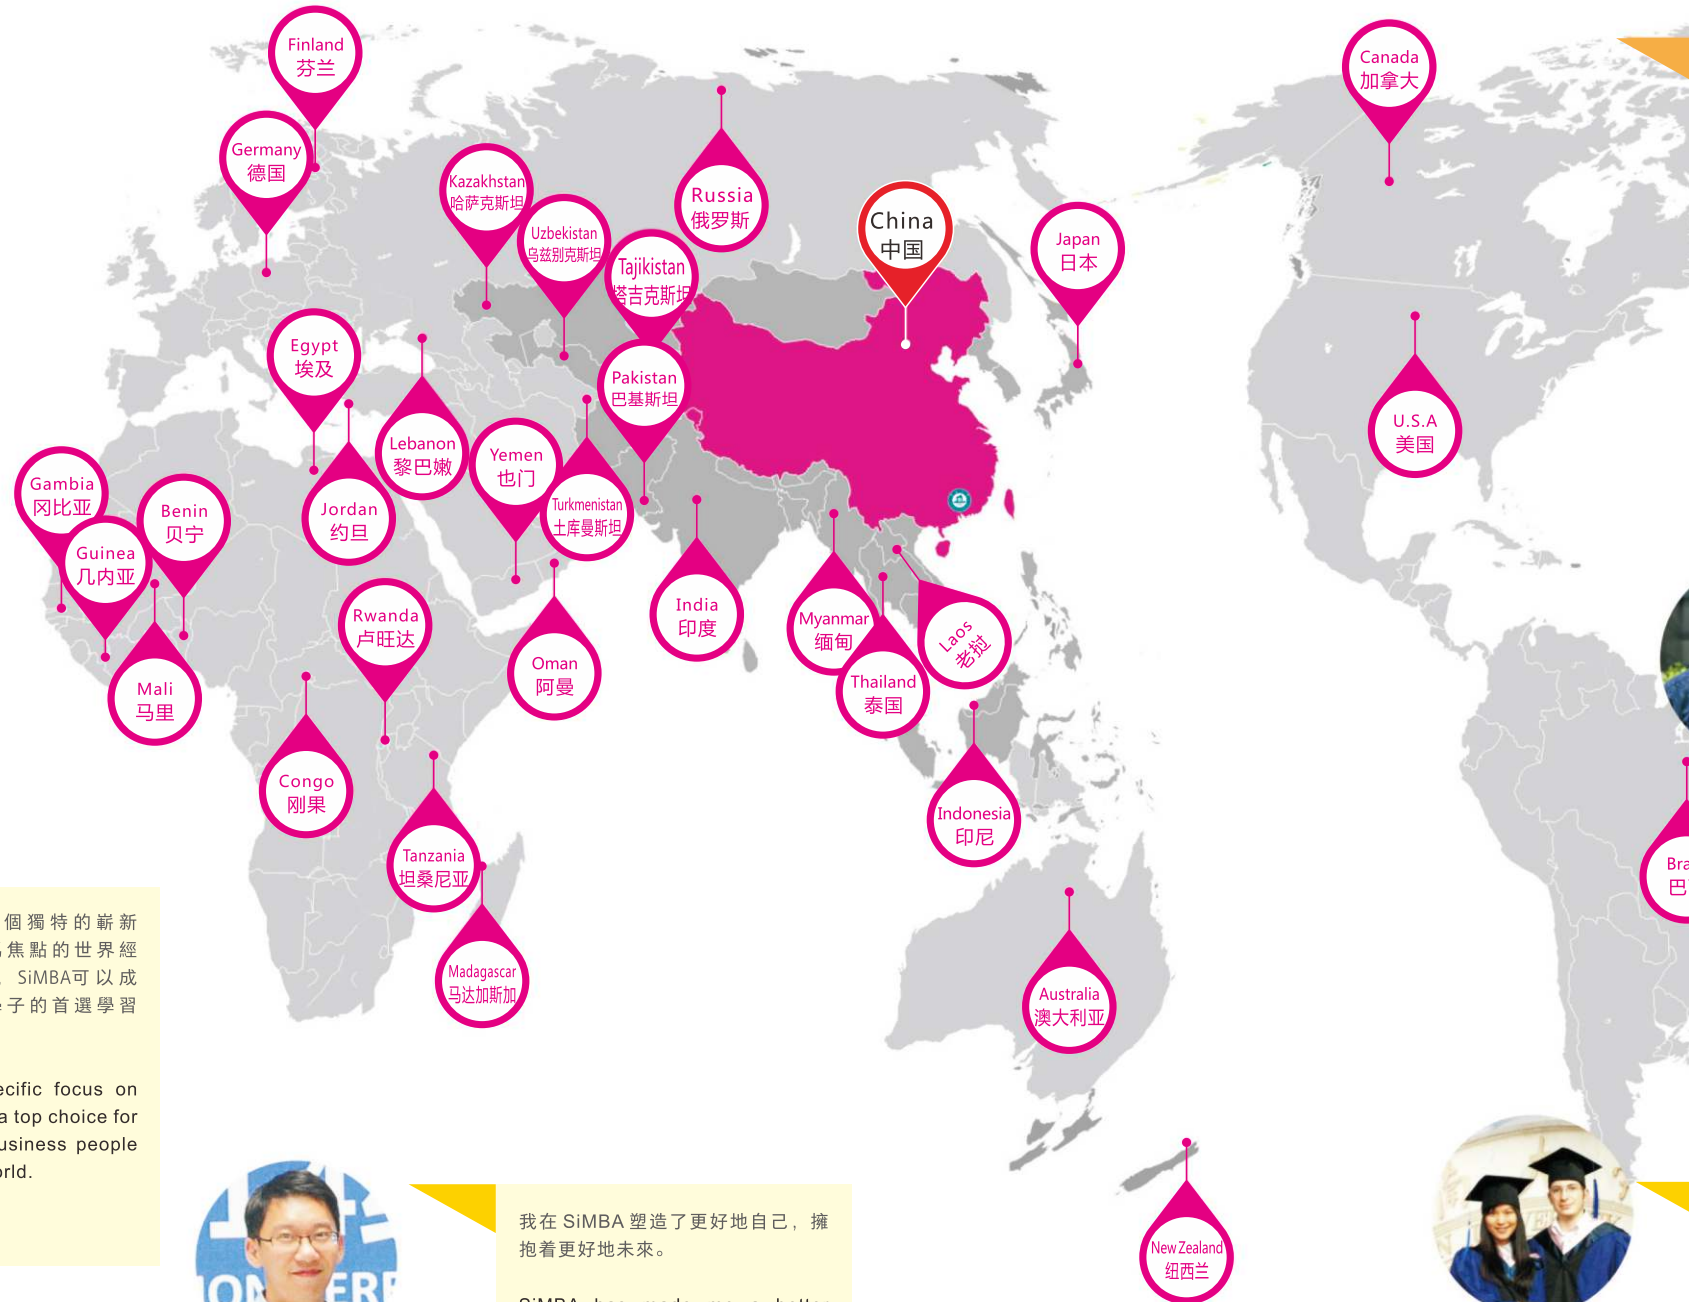 Finland
芬兰
Canada
加拿大
Germany
德国
Kazakhstan
哈萨克斯坦
Russia
俄罗斯
China
中国
Uzbekistan
乌兹别克斯坦
Japan
日本
Tajikistan
塔吉克斯坦
Egypt
埃及
Pakistan
巴基斯坦
U.S.A
美国
Lebanon
黎巴嫩
Yemen
也门
Gambia
冈比亚
Benin
贝宁
Jordan
约旦
Turkmenistan
土库曼斯坦
Guinea
几内亚
Rwanda
卢旺达
India
印度
Myanmar
缅甸
Laos
老挝
Oman
阿曼
Mali
马里
Thailand
泰国
Congo
刚果
Indonesia
印尼
Tanzania
坦桑尼亚
Bra
巴
Madagascar
马达加斯加
Australia
澳大利亚
New Zealand
纽西兰
個獨特的嶄新
焦點的世界經
SiMBA可以成
子的首選學習
ecific focus on
a top choice for
usiness people
orld.
我在 SiMBA 塑造了更好地自己，擁
抱着更好地未來。